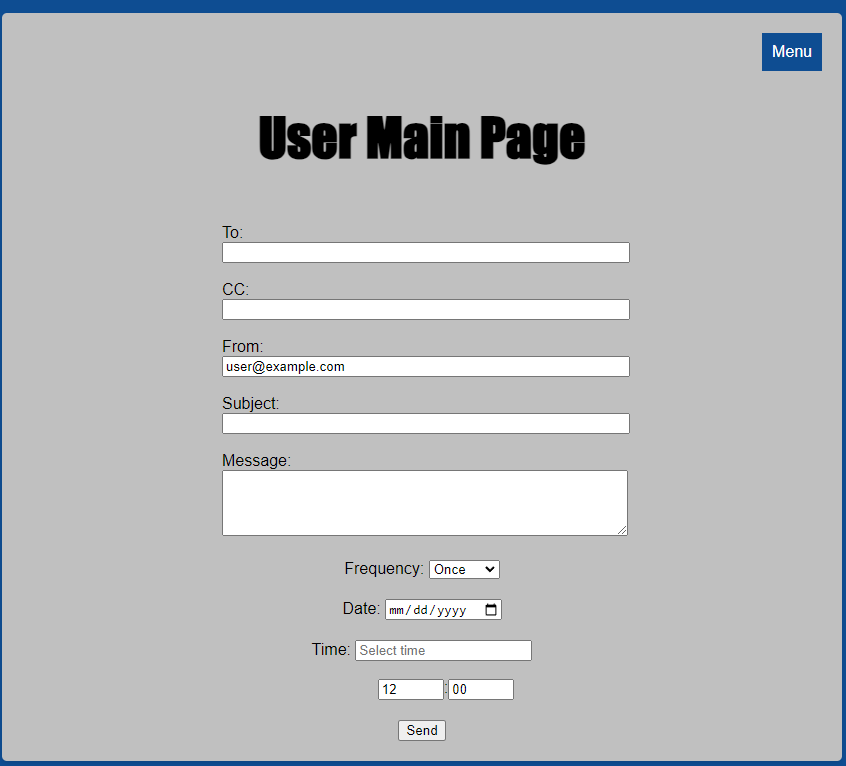 Menu
User Main Page
To:
CC:
From:
user@example.com
Subject:
Message:
Frequency: Once
Date: mm/dd/yyyy
Time: Select time
12 : 00
Send